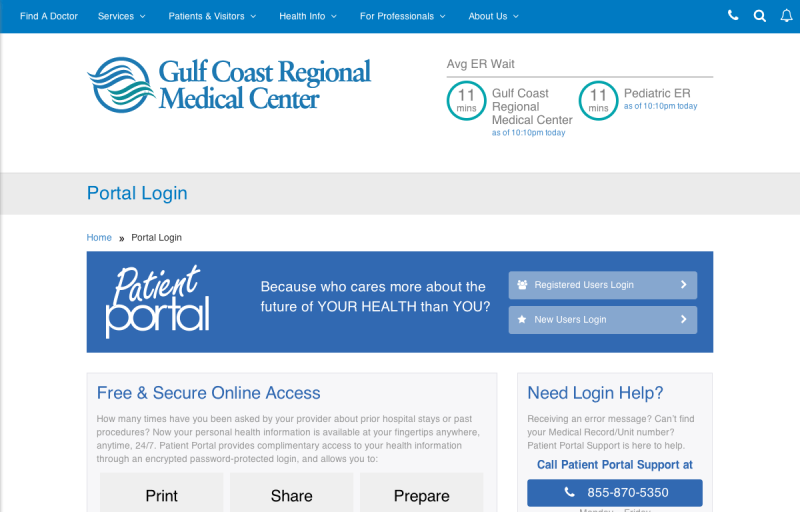 Find A Doctor Services Patients & Visitors Health Info For Professionals About Us
Gulf Coast Regional
Medical Center
Avg ER Wait
11
mins
Gulf Coast
Regional
Medical Center
as of 10:10pm today
11
mins
Pediatric ER
as of 10:10pm today
Portal Login
Home » Portal Login
Patient
portal
Because who cares more about the
future of YOUR HEALTH than YOU?
Registered Users Login
New Users Login
Free & Secure Online Access
How many times have you been asked by your provider about prior hospital stays or past
procedures? Now your personal health information is available at your fingertips anywhere,
anytime, 24/7. Patient Portal provides complimentary access to your health information
through an encrypted password-protected login, and allows you to:
Print Share Prepare
Need Login Help?
Receiving an error message? Can't find
your Medical Record/Unit number?
Patient Portal Support is here to help.
Call Patient Portal Support at
855-870-5350
Monday - Friday